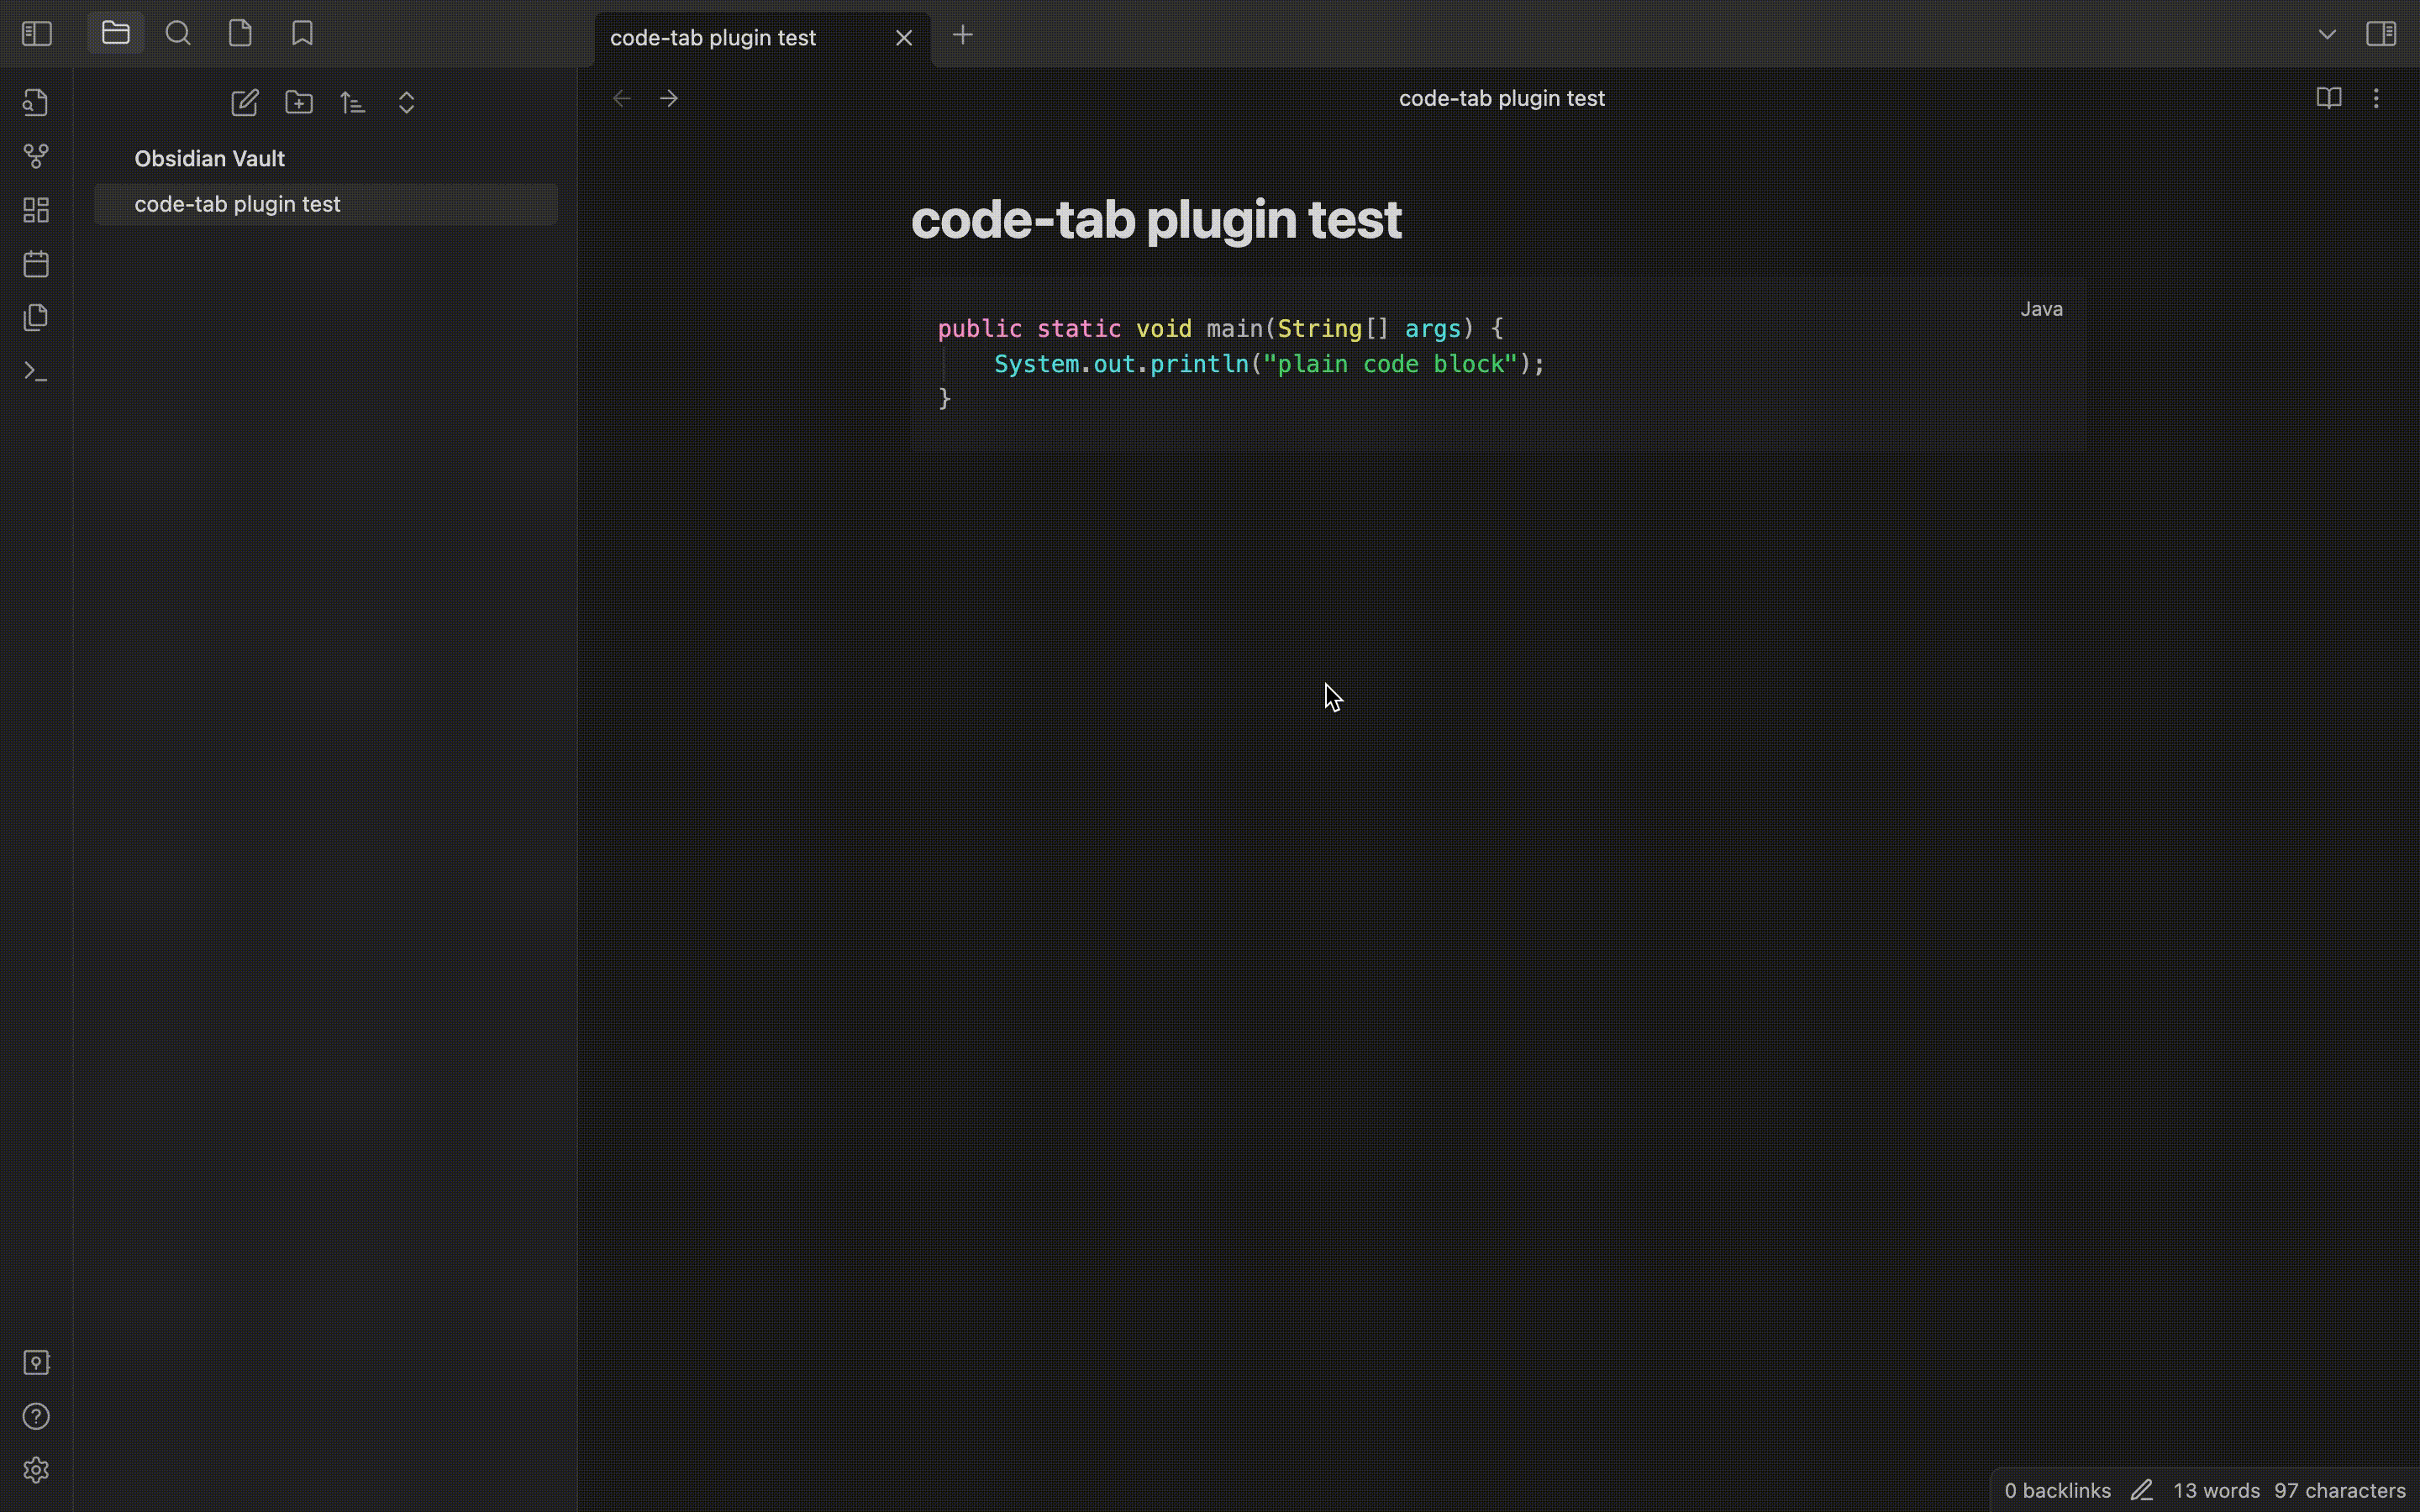 code-tab plugin test
code-tab plugin test
Obsidian Vault
code-tab plugin test
code-tab plugin test
Java
public static void main(String[] args) {
    System.out.println("plain code block");
}
0 backlinks 13 words 97 characters